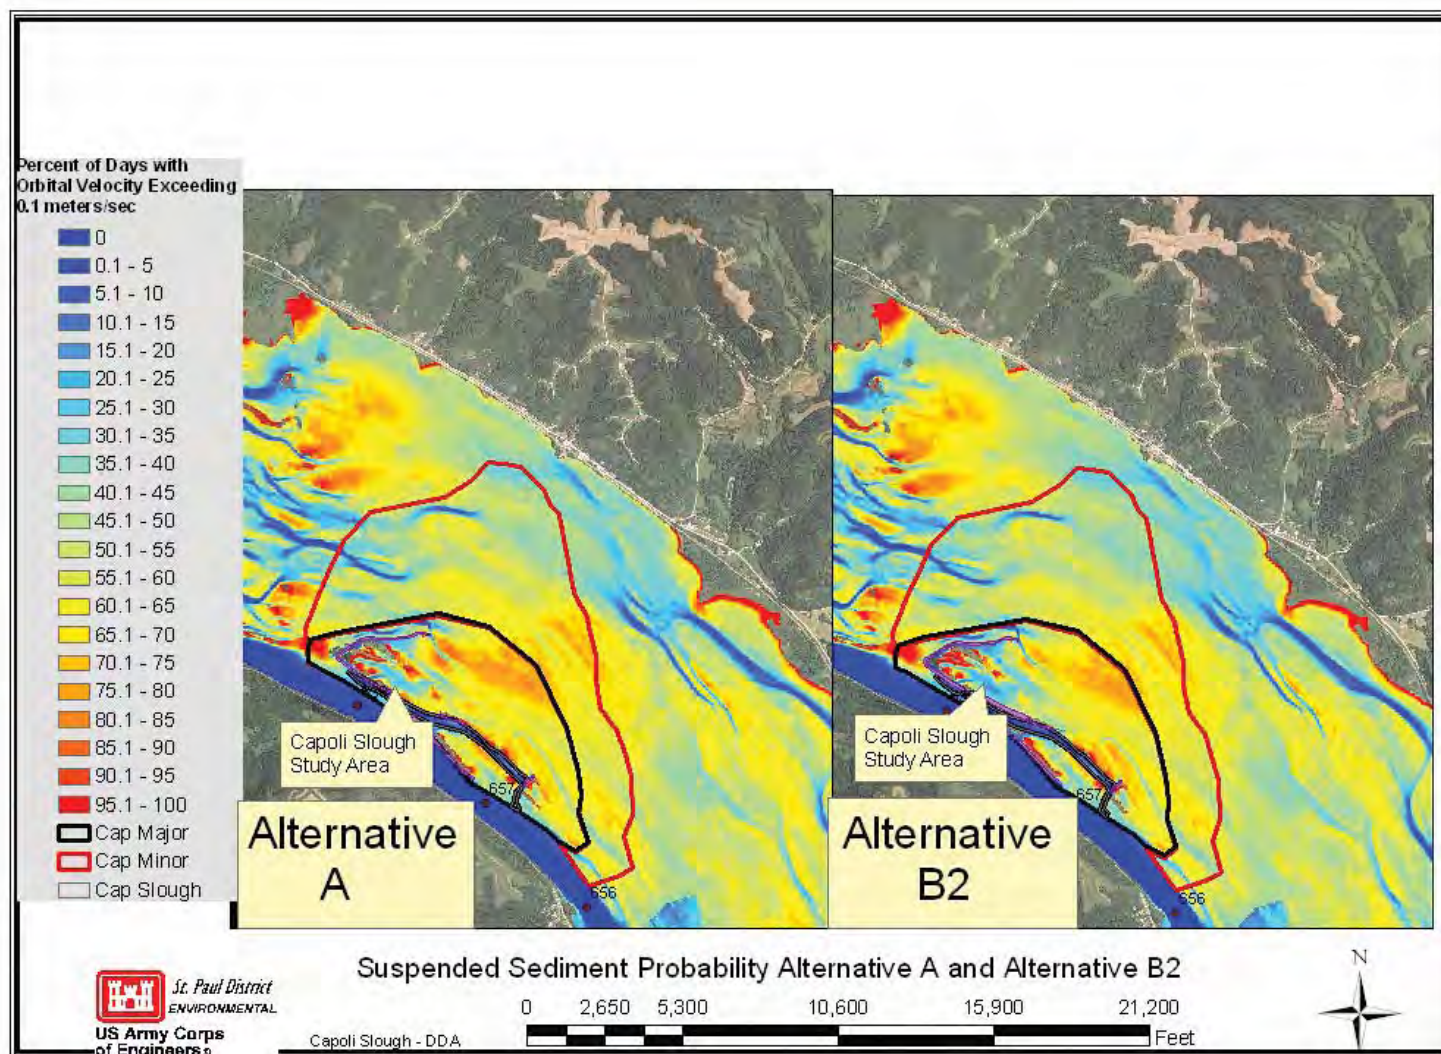 Percent of Days with
Orbital Velocity Exceeding
0.1 meters/sec
0
0.1 - 5
5.1 - 10
10.1 - 15
15.1 - 20
20.1 - 25
25.1 - 30
30.1 - 35
35.1 - 40
40.1 - 45
45.1 - 50
50.1 - 55
55.1 - 60
60.1 - 65
65.1 - 70
70.1 - 75
75.1 - 80
80.1 - 85
85.1 - 90
90.1 - 95
95.1 - 100
Cap Major
Cap Minor
Cap Slough
Capoli Slough
Study Area
657
656
Alternative
A
Capoli Slough
Study Area
657
656
Alternative
B2
Suspended Sediment Probability Alternative A and Alternative B2
0 2,650 5,300 10,600 15,900 21,200
Feet
N
St. Paul District
ENVIRONMENTAL
US Army Corps
of Engineers
Capoli Slough - DDA